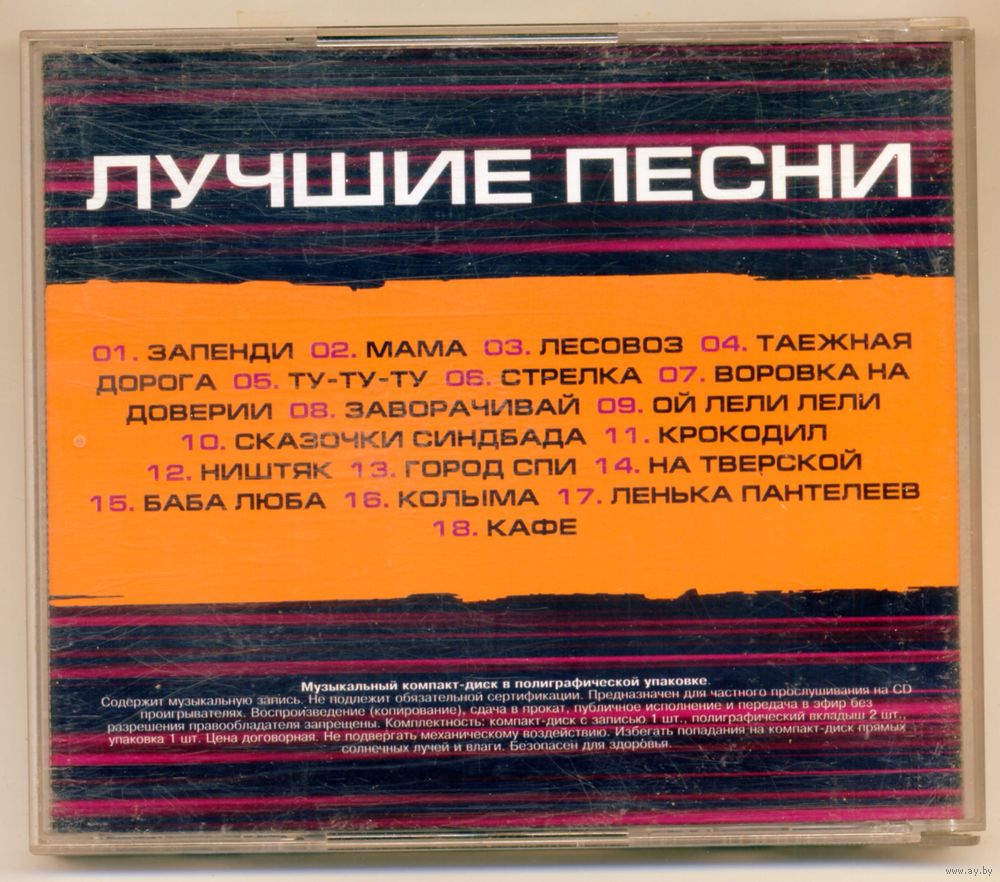 ЛУЧШИЕ ПЕСНИ
01. ЗАПЕНДИ 02. МАМА 03. ЛЕСОВОЗ 04. ТАЕЖНАЯ
ДОРОГА 05. ТУ-ТУ-ТУ 06. СТРЕЛКА 07. ВОРОВКА НА
ДОВЕРИИ 08. ЗАВОРАЧИВАЙ 09. ОЙ ЛЕЛИ ЛЕЛИ
10. СКАЗОЧКИ СИНДБАДА 11. КРОКОДИЛ
12. НИШТЯК 13. ГОРОД СПИ 14. НА ТВЕРСКОЙ
15. БАБА ЛЮБА 16. КОЛЫМА 17. ЛЕНЬКА ПАНТЕЛЕЕВ
18. КАФЕ
Музыкальный компакт-диск в полиграфической упаковке.
Содержит музыкальную запись. Не подлежит обязательной сертификации. Предназначен для частного прослушивания на CD
проигрывателях. Воспроизведение (копирование), сдача в прокат, публичное исполнение и передача в эфир без
разрешения правообладателя запрещены. Комплектность: компакт-диск с записью 1 шт., полиграфический вкладыш 2 шт.,
упаковка 1 шт. Цена договорная. Не подвергать механическому воздействию. Избегать попадания на компакт-диск прямых
солнечных лучей и влаги. Безопасен для здоровья.
www.ay.by